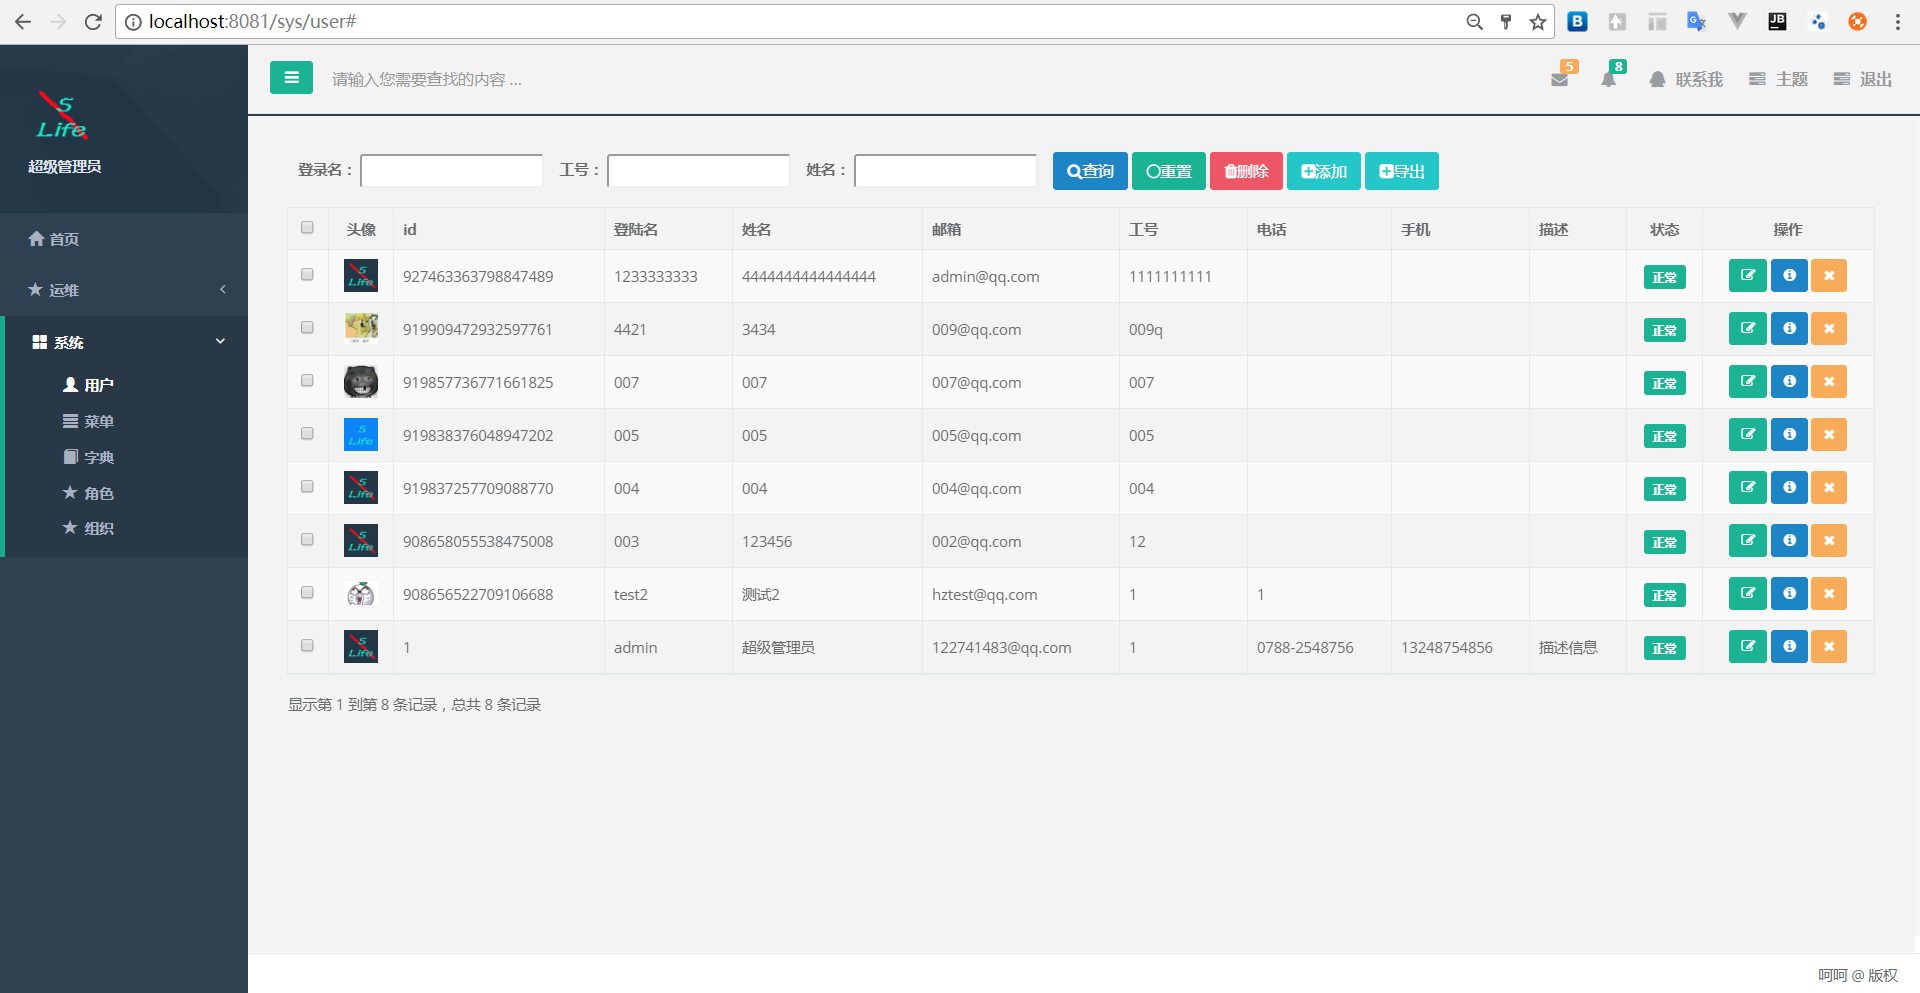 localhost:8081/sys/user#
S
Life
超级管理员
首页
运维
系统
用户
菜单
字典
角色
组织
请输入您需要查找的内容 ...
5
8
联系我
主题
退出
登录名： 工号： 姓名： 查询 重置 删除 添加 导出
头像 id 登陆名 姓名 邮箱 工号 电话 手机 描述 状态 操作
S Life 927463363798847489 1233333333 4444444444444444 admin@qq.com 1111111111 正常
919909472932597761 4421 3434 009@qq.com 009q 正常
919857736771661825 007 007 007@qq.com 007 正常
S Life 919838376048947202 005 005 005@qq.com 005 正常
S Life 919837257709088770 004 004 004@qq.com 004 正常
S Life 908658055538475008 003 123456 002@qq.com 12 正常
908656522709106688 test2 测试2 hztest@qq.com 1 1 正常
S Life 1 admin 超级管理员 122741483@qq.com 1 0788-2548756 13248754856 描述信息 正常
显示第 1 到第 8 条记录，总共 8 条记录
呵呵 @ 版权